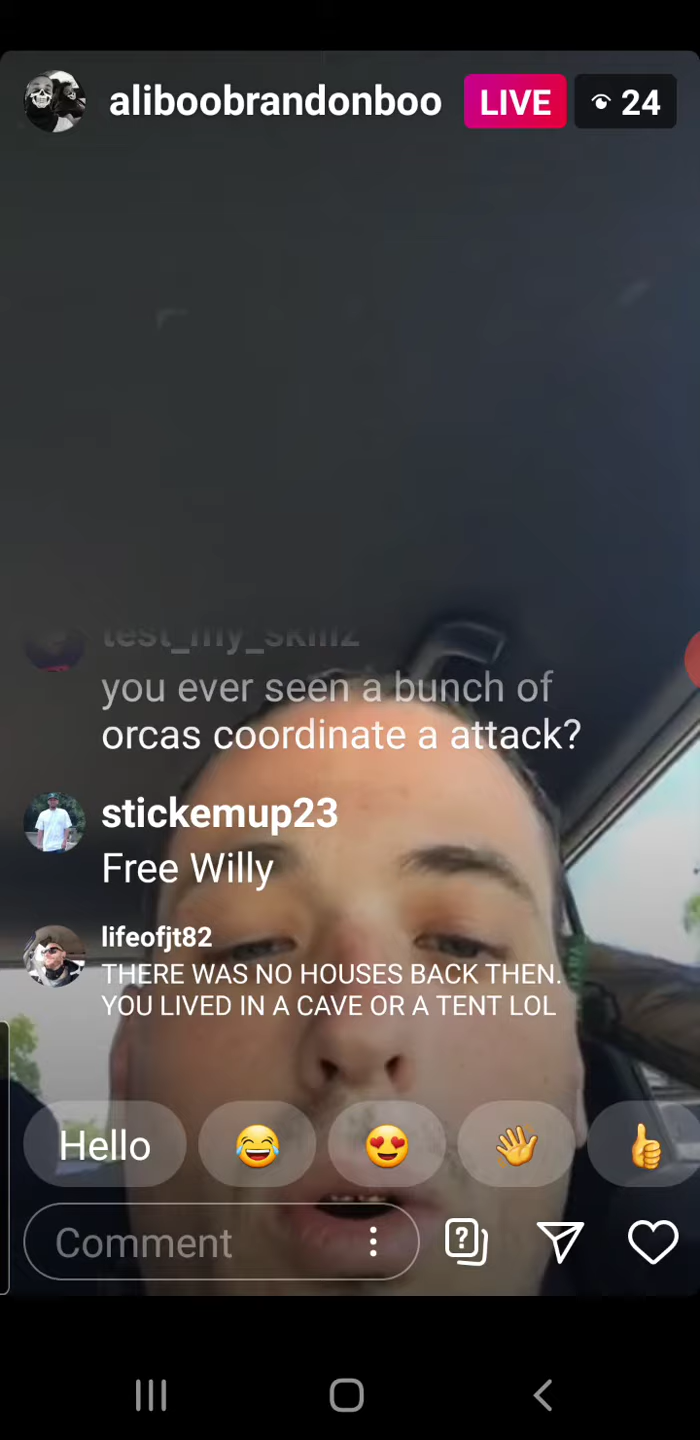 aliboobrandonboo LIVE 24
test_my_skillz
you ever seen a bunch of
orcas coordinate a attack?
stickemup23
Free Willy
lifeofjt82
THERE WAS NO HOUSES BACK THEN.
YOU LIVED IN A CAVE OR A TENT LOL
Hello
Comment